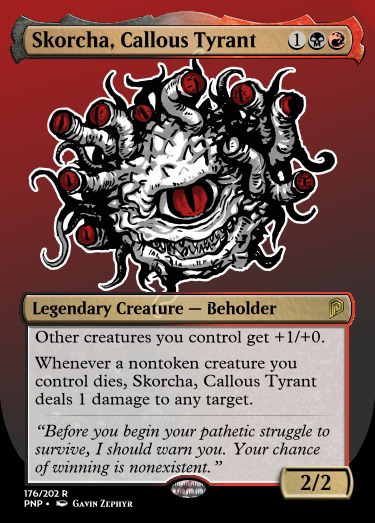 Skorcha, Callous Tyrant 1
Legendary Creature — Beholder
Other creatures you control get +1/+0.
Whenever a nontoken creature you
control dies, Skorcha, Callous Tyrant
deals 1 damage to any target.
“Before you begin your pathetic struggle to
survive, I should warn you. Your chance
of winning is nonexistent.”
2/2
176/202 R
PNP • Gavin Zephyr